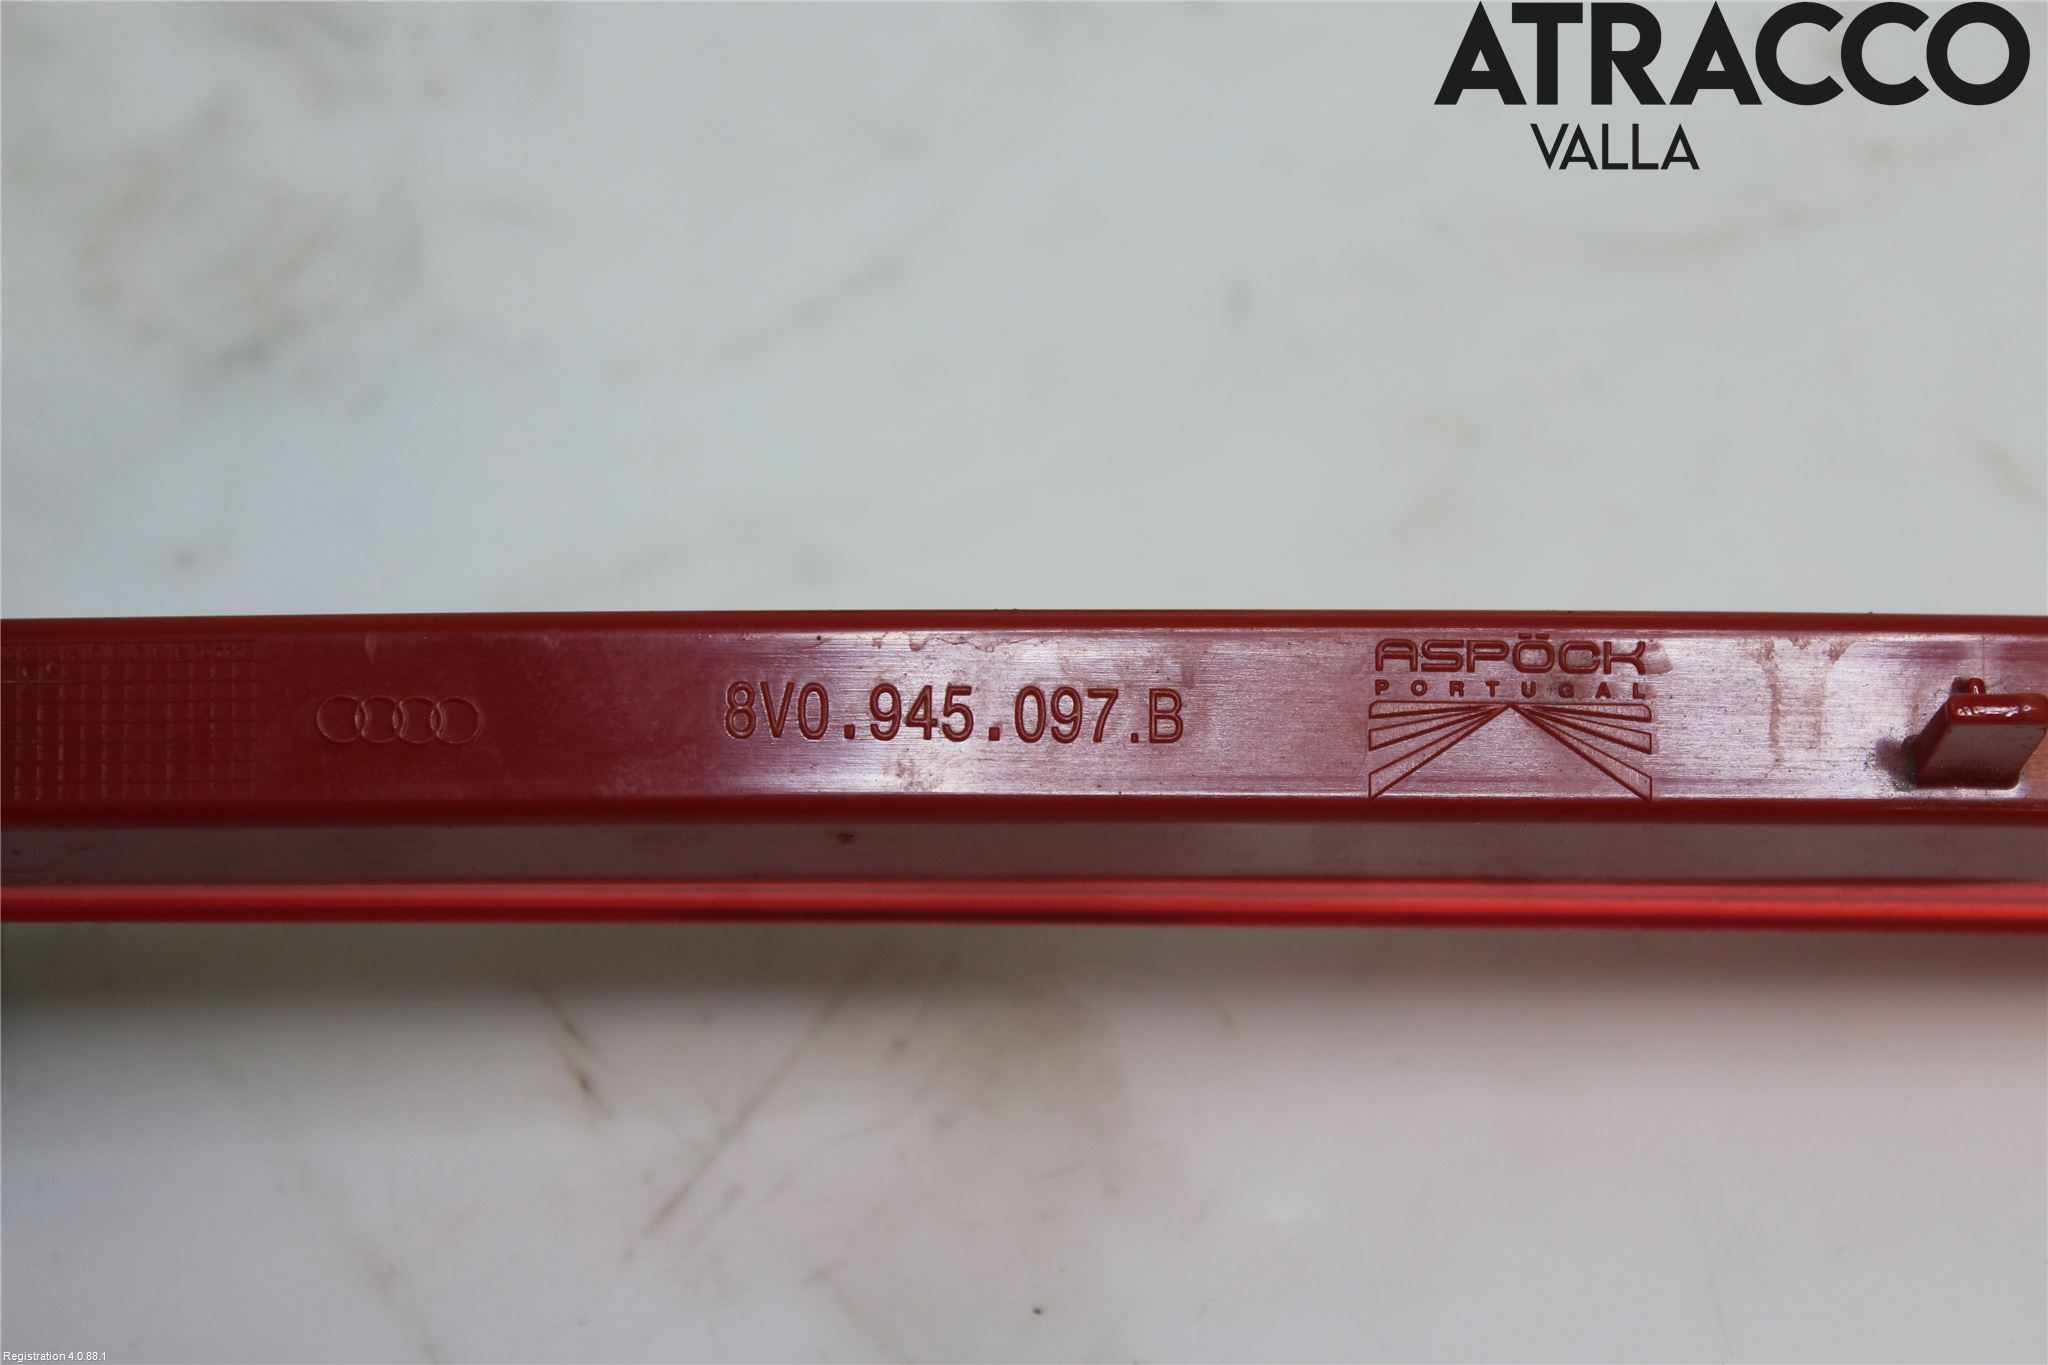 ATRACCO
VALLA
8V0.945.097.B
ASPÖCK
PORTUGAL
Registration 4.0.88.1